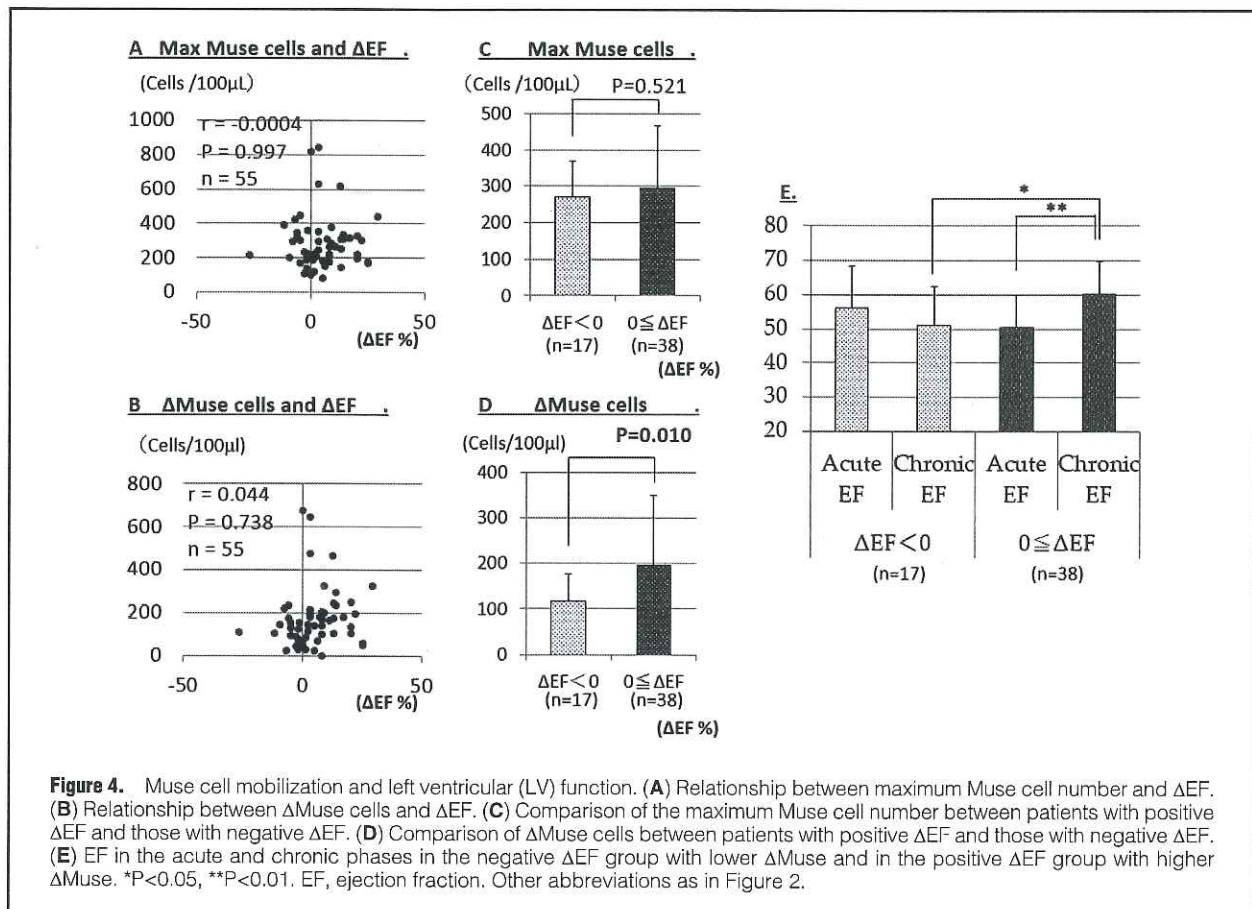 A Max Muse cells and ΔEF .
(Cells /100μL)
1000
800
600
400
200
0
r = -0.0004
P = 0.997
n = 55
-50 0 50
(ΔEF %)
C Max Muse cells .
(Cells /100μL)
P=0.521
500
400
300
200
100
0
ΔEF<0 0≦ΔEF
(n=17) (n=38)
(ΔEF %)
B ΔMuse cells and ΔEF .
(Cells/100μl)
800
600
400
200
0
r = 0.044
P = 0.738
n = 55
-50 0 50
(ΔEF %)
D ΔMuse cells .
(Cells/100μl)
P=0.010
400
300
200
100
0
ΔEF<0 0≦ΔEF
(n=17) (n=38)
(ΔEF %)
E.
*
**
80
70
60
50
40
30
20
Acute Chronic Acute Chronic
EF EF EF EF
ΔEF<0 0≦ΔEF
(n=17) (n=38)
Figure 4. Muse cell mobilization and left ventricular (LV) function. (A) Relationship between maximum Muse cell number and ΔEF.
(B) Relationship between ΔMuse cells and ΔEF. (C) Comparison of the maximum Muse cell number between patients with positive
ΔEF and those with negative ΔEF. (D) Comparison of ΔMuse cells between patients with positive ΔEF and those with negative ΔEF.
(E) EF in the acute and chronic phases in the negative ΔEF group with lower ΔMuse and in the positive ΔEF group with higher
ΔMuse. *P<0.05, **P<0.01. EF, ejection fraction. Other abbreviations as in Figure 2.